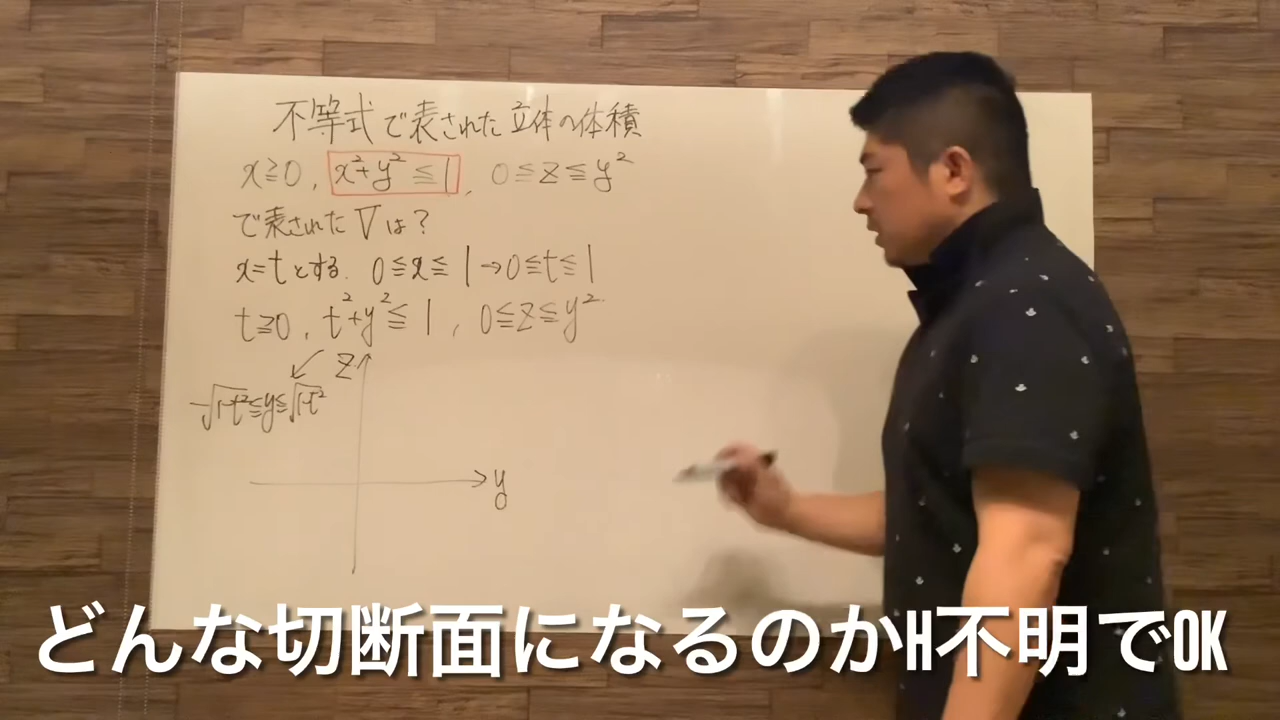 不等式で表された立体の体積
x≧0, x²+y²≦1, 0≦z≦y²
で表されたVは?
x=tとする. 0≦x≦1→0≦t≦1
t≧0, t²+y²≦1, 0≦z≦y²
z
-√1-t²≦y≦√1-t²
y
どんな切断面になるのかH不明でOK